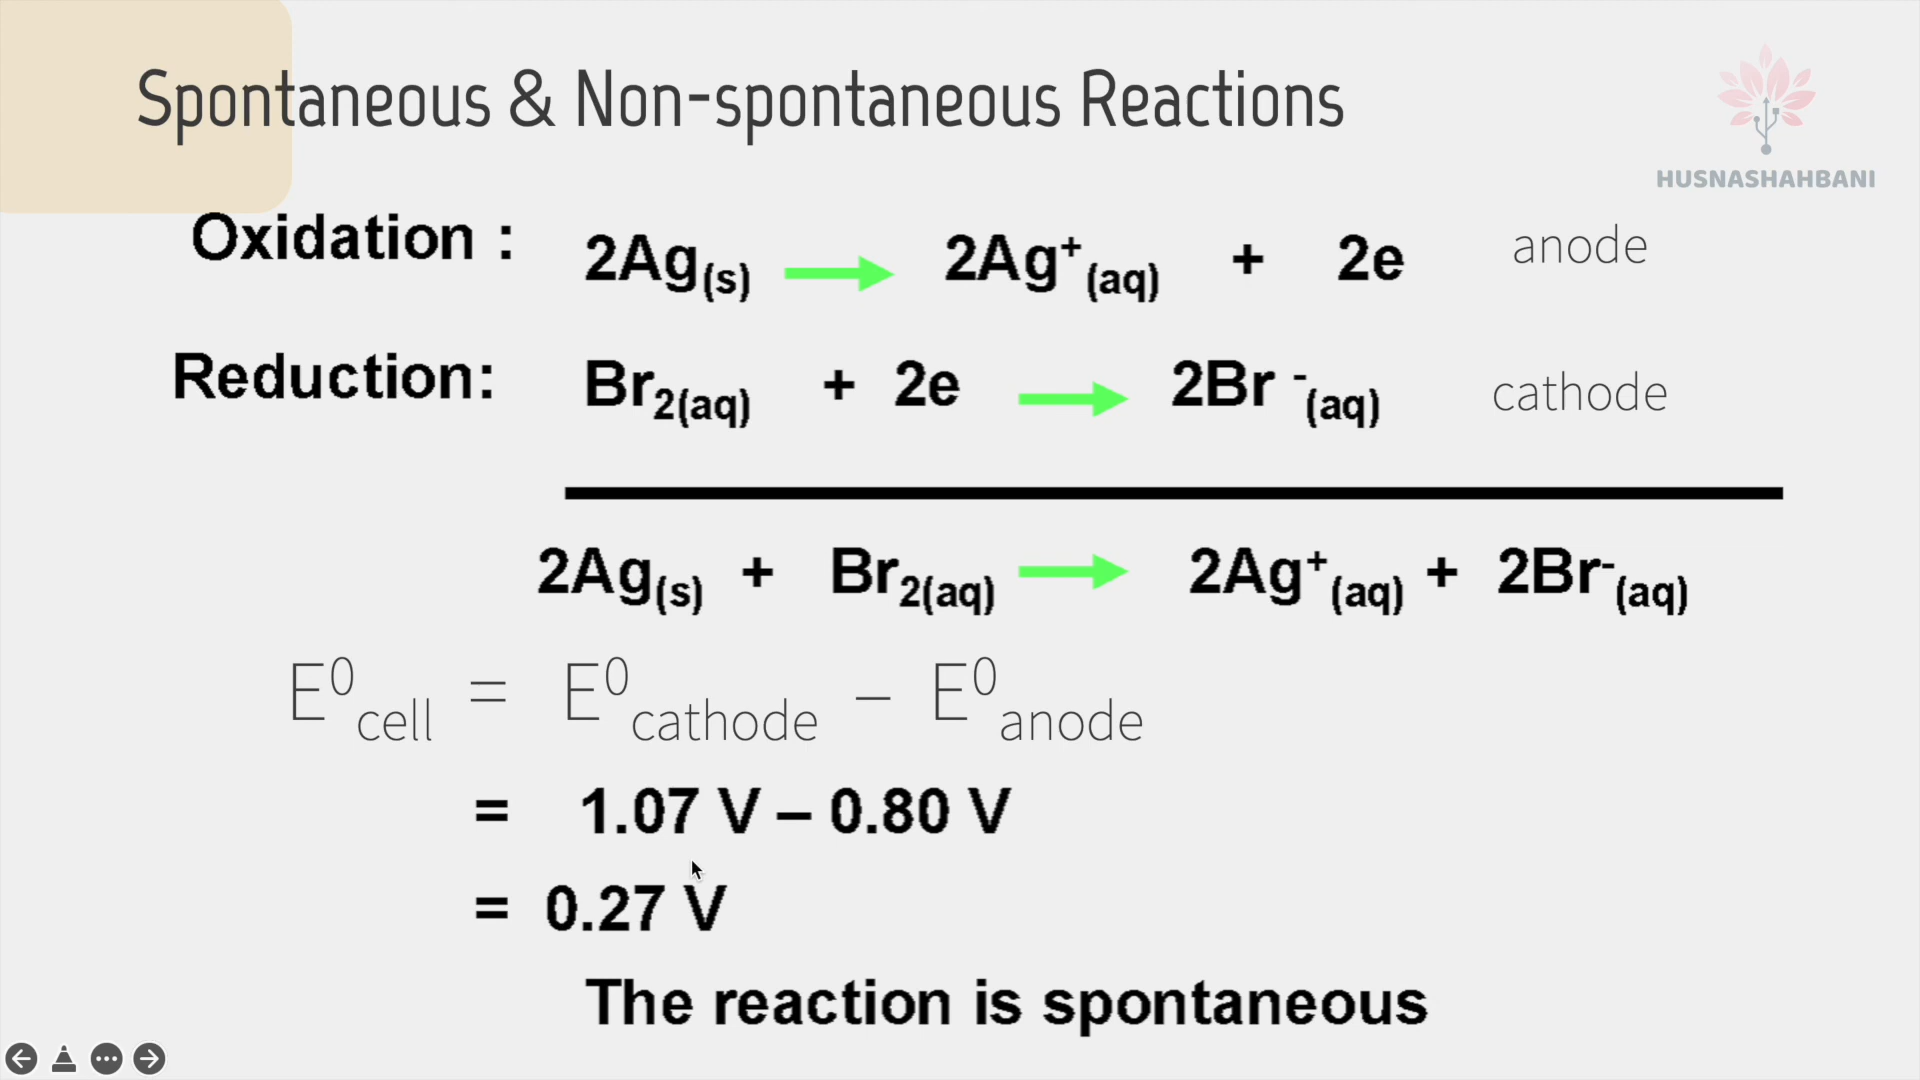 Spontaneous & Non-spontaneous Reactions
HUSNASHAHBANI
Oxidation : 2Ag(s) → 2Ag⁺(aq) + 2e anode
Reduction: Br₂(aq) + 2e → 2Br ⁻(aq) cathode
2Ag(s) + Br₂(aq) → 2Ag⁺(aq) + 2Br⁻(aq)
E⁰cell = E⁰cathode – E⁰anode
= 1.07 V – 0.80 V
= 0.27 V
The reaction is spontaneous